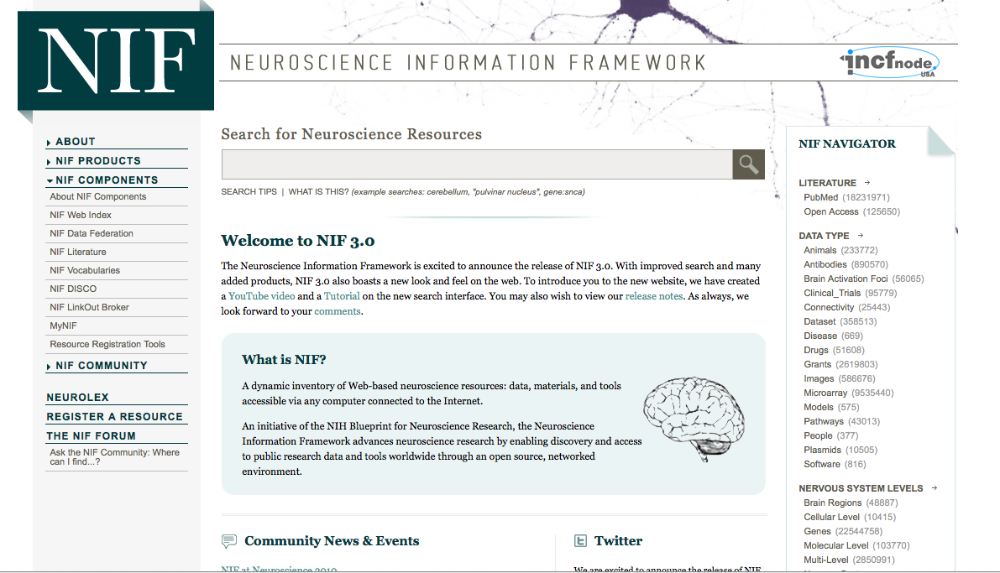 NIF
NEUROSCIENCE INFORMATION FRAMEWORK
incf node
USA
ABOUT
NIF PRODUCTS
NIF COMPONENTS
About NIF Components
NIF Web Index
NIF Data Federation
NIF Literature
NIF Vocabularies
NIF DISCO
NIF LinkOut Broker
MyNIF
Resource Registration Tools
NIF COMMUNITY
NEUROLEX
REGISTER A RESOURCE
THE NIF FORUM
Ask the NIF Community: Where
can I find...?
Search for Neuroscience Resources
SEARCH TIPS | WHAT IS THIS? (example searches: cerebellum, "pulvinar nucleus", gene:snca)
Welcome to NIF 3.0
The Neuroscience Information Framework is excited to announce the release of NIF 3.0. With improved search and many
added products, NIF 3.0 also boasts a new look and feel on the web. To introduce you to the new website, we have created
a YouTube video and a Tutorial on the new search interface. You may also wish to view our release notes. As always, we
look forward to your comments.
What is NIF?
A dynamic inventory of Web-based neuroscience resources: data, materials, and tools
accessible via any computer connected to the Internet.
An initiative of the NIH Blueprint for Neuroscience Research, the Neuroscience
Information Framework advances neuroscience research by enabling discovery and access
to public research data and tools worldwide through an open source, networked
environment.
Community News & Events
NIF at Neuroscience 2010
Twitter
We are excited to announce the release of NIF
NIF NAVIGATOR
LITERATURE →
PubMed (18231971)
Open Access (125650)
DATA TYPE →
Animals (233772)
Antibodies (890570)
Brain Activation Foci (56065)
Clinical_Trials (95779)
Connectivity (25443)
Dataset (358513)
Disease (669)
Drugs (51608)
Grants (2619803)
Images (586676)
Microarray (9535440)
Models (575)
Pathways (43013)
People (377)
Plasmids (10505)
Software (816)
NERVOUS SYSTEM LEVELS →
Brain Regions (48887)
Cellular Level (10415)
Genes (22544758)
Molecular Level (103770)
Multi-Level (2850991)